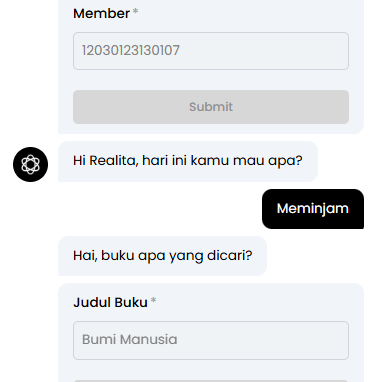 Member *
12030123130107
Submit
Hi Realita, hari ini kamu mau apa?
Meminjam
Hai, buku apa yang dicari?
Judul Buku *
Bumi Manusia